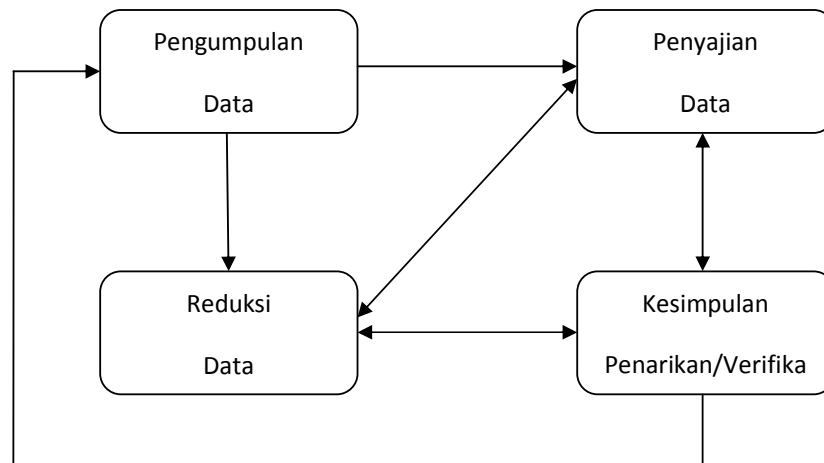 Pengumpulan
Data
Penyajian
Data
Reduksi
Data
Kesimpulan
Penarikan/Verifika